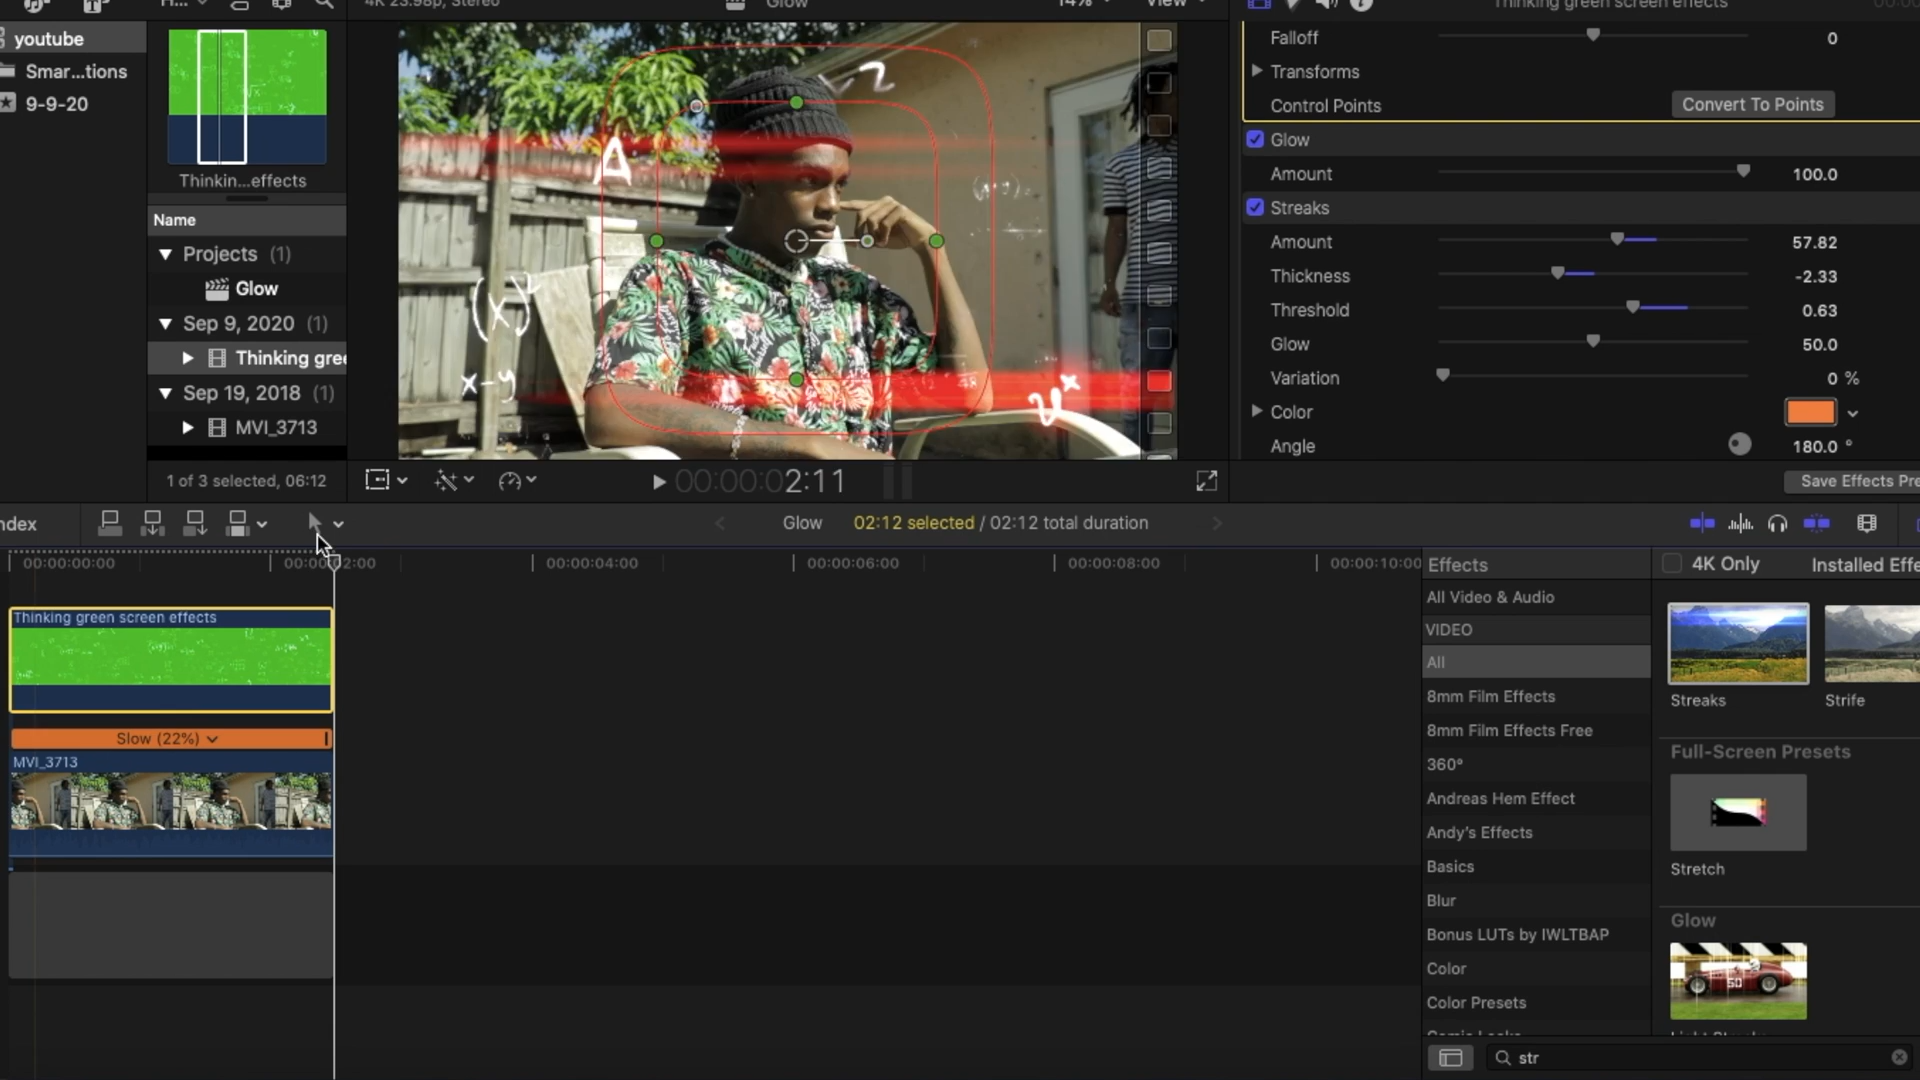 4K 23.98p, Stereo
Glow
14%
View
Thinking green screen effects
youtube
Smar...tions
9-9-20
Thinkin...effects
Name
Projects (1)
Glow
Sep 9, 2020 (1)
Thinking gree
Sep 19, 2018 (1)
MVI_3713
1 of 3 selected, 06:12
Δ
(x)²
x-y
yˣ
Falloff 0
Transforms
Control Points Convert To Points
Glow
Amount 100.0
Streaks
Amount 57.82
Thickness -2.33
Threshold 0.63
Glow 50.0
Variation 0 %
Color
Angle 180.0 °
Save Effects Pre
00:00:02:11
ndex
Glow 02:12 selected / 02:12 total duration
00:00:00:00 00:00:02:00 00:00:04:00 00:00:06:00 00:00:08:00 00:00:10:00
Thinking green screen effects
Slow (22%)
MVI_3713
Effects
4K Only
Installed Effe
All Video & Audio
VIDEO
All
8mm Film Effects
8mm Film Effects Free
360°
Andreas Hem Effect
Andy's Effects
Basics
Blur
Bonus LUTs by IWLTBAP
Color
Color Presets
Streaks
Strife
Full-Screen Presets
Stretch
Glow
50
str